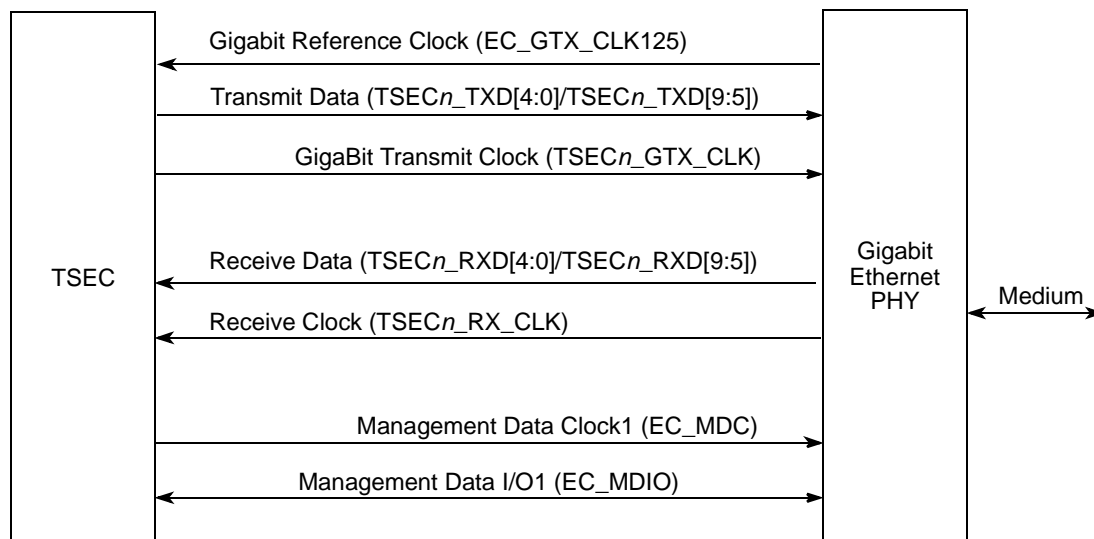 Gigabit Reference Clock (EC_GTX_CLK125)
Transmit Data (TSECn_TXD[4:0]/TSECn_TXD[9:5])
GigaBit Transmit Clock (TSECn_GTX_CLK)
TSEC
Receive Data (TSECn_RXD[4:0]/TSECn_RXD[9:5])
Receive Clock (TSECn_RX_CLK)
Management Data Clock1 (EC_MDC)
Management Data I/O1 (EC_MDIO)
Gigabit
Ethernet
PHY
Medium